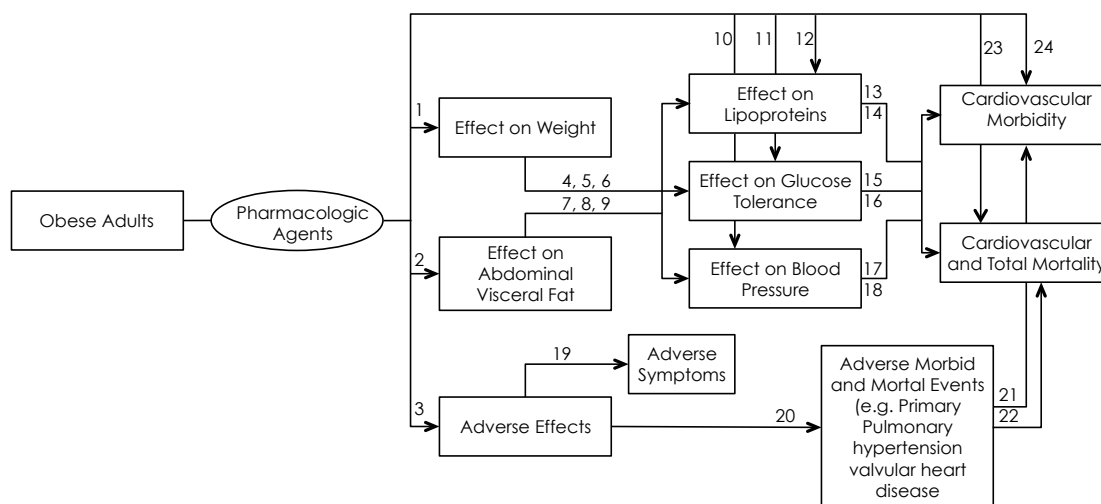 10
11
12
23
24
1
Effect on Weight
Effect on
Lipoproteins
13
14
Cardiovascular
Morbidity
4, 5, 6
7, 8, 9
Effect on Glucose
Tolerance
15
16
Obese Adults
Pharmacologic
Agents
2
Effect on
Abdominal
Visceral Fat
Effect on Blood
Pressure
17
18
Cardiovascular
and Total Mortality
19
Adverse
Symptoms
3
Adverse Effects
20
Adverse Morbid
and Mortal Events
(e.g. Primary
Pulmonary
hypertension
valvular heart
disease
21
22